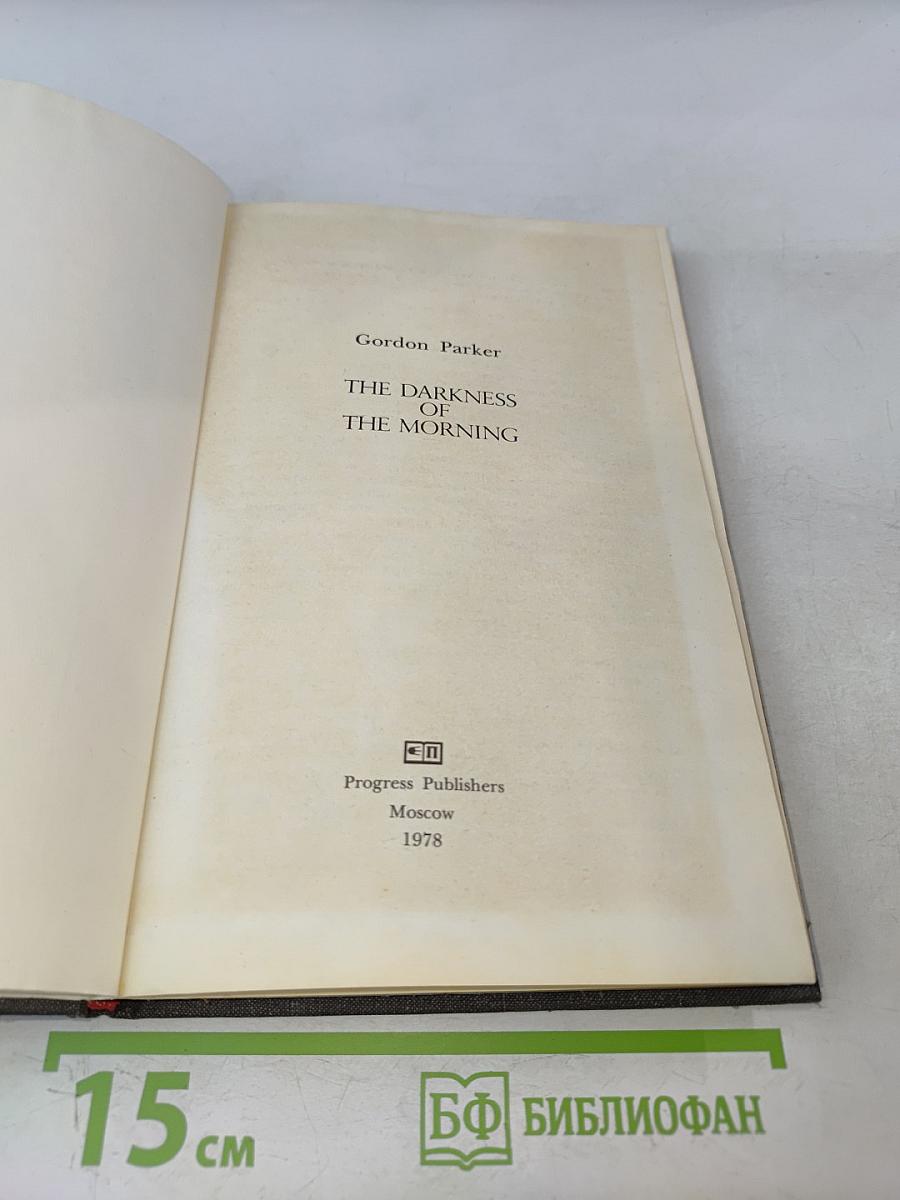 Gordon Parker
THE DARKNESS
OF
THE MORNING
П
Progress Publishers
Moscow
1978
15 см
БФ БИБЛИОФАН